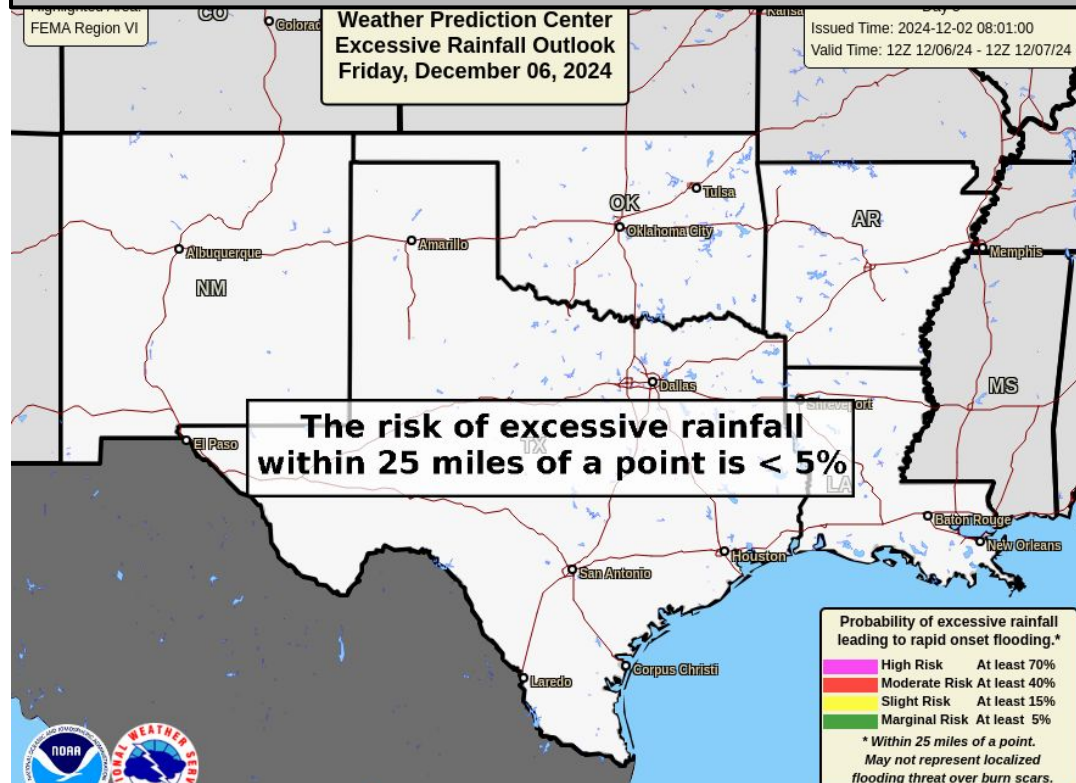 Highlighted Area:
FEMA Region VI
Weather Prediction Center
Excessive Rainfall Outlook
Friday, December 06, 2024
Issued Time: 2024-12-02 08:01:00
Valid Time: 12Z 12/06/24 - 12Z 12/07/24
CO
Colorad
Kansa
Tulsa
OK
Oklahoma City
AR
Albuquerque
Amarillo
Memphis
NM
Dallas
MS
Shreveport
The risk of excessive rainfall
within 25 miles of a point is < 5%
El Paso
TX
LA
Baton Rouge
New Orleans
Houston
San Antonio
Corpus Christi
Laredo
Probability of excessive rainfall
leading to rapid onset flooding.*
High Risk At least 70%
Moderate Risk At least 40%
Slight Risk At least 15%
Marginal Risk At least 5%
* Within 25 miles of a point.
May not represent localized
flooding threat over burn scars.
NOAA